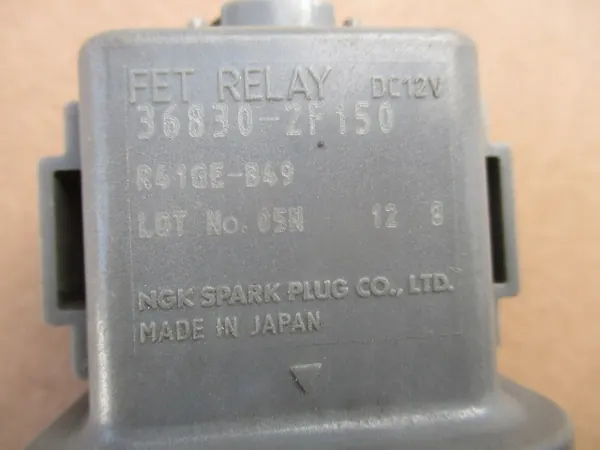 FET RELAY DC12V
36830-2F150
R41GE-B49
LOT No. 05N 12 8
NGK SPARK PLUG CO., LTD.
MADE IN JAPAN